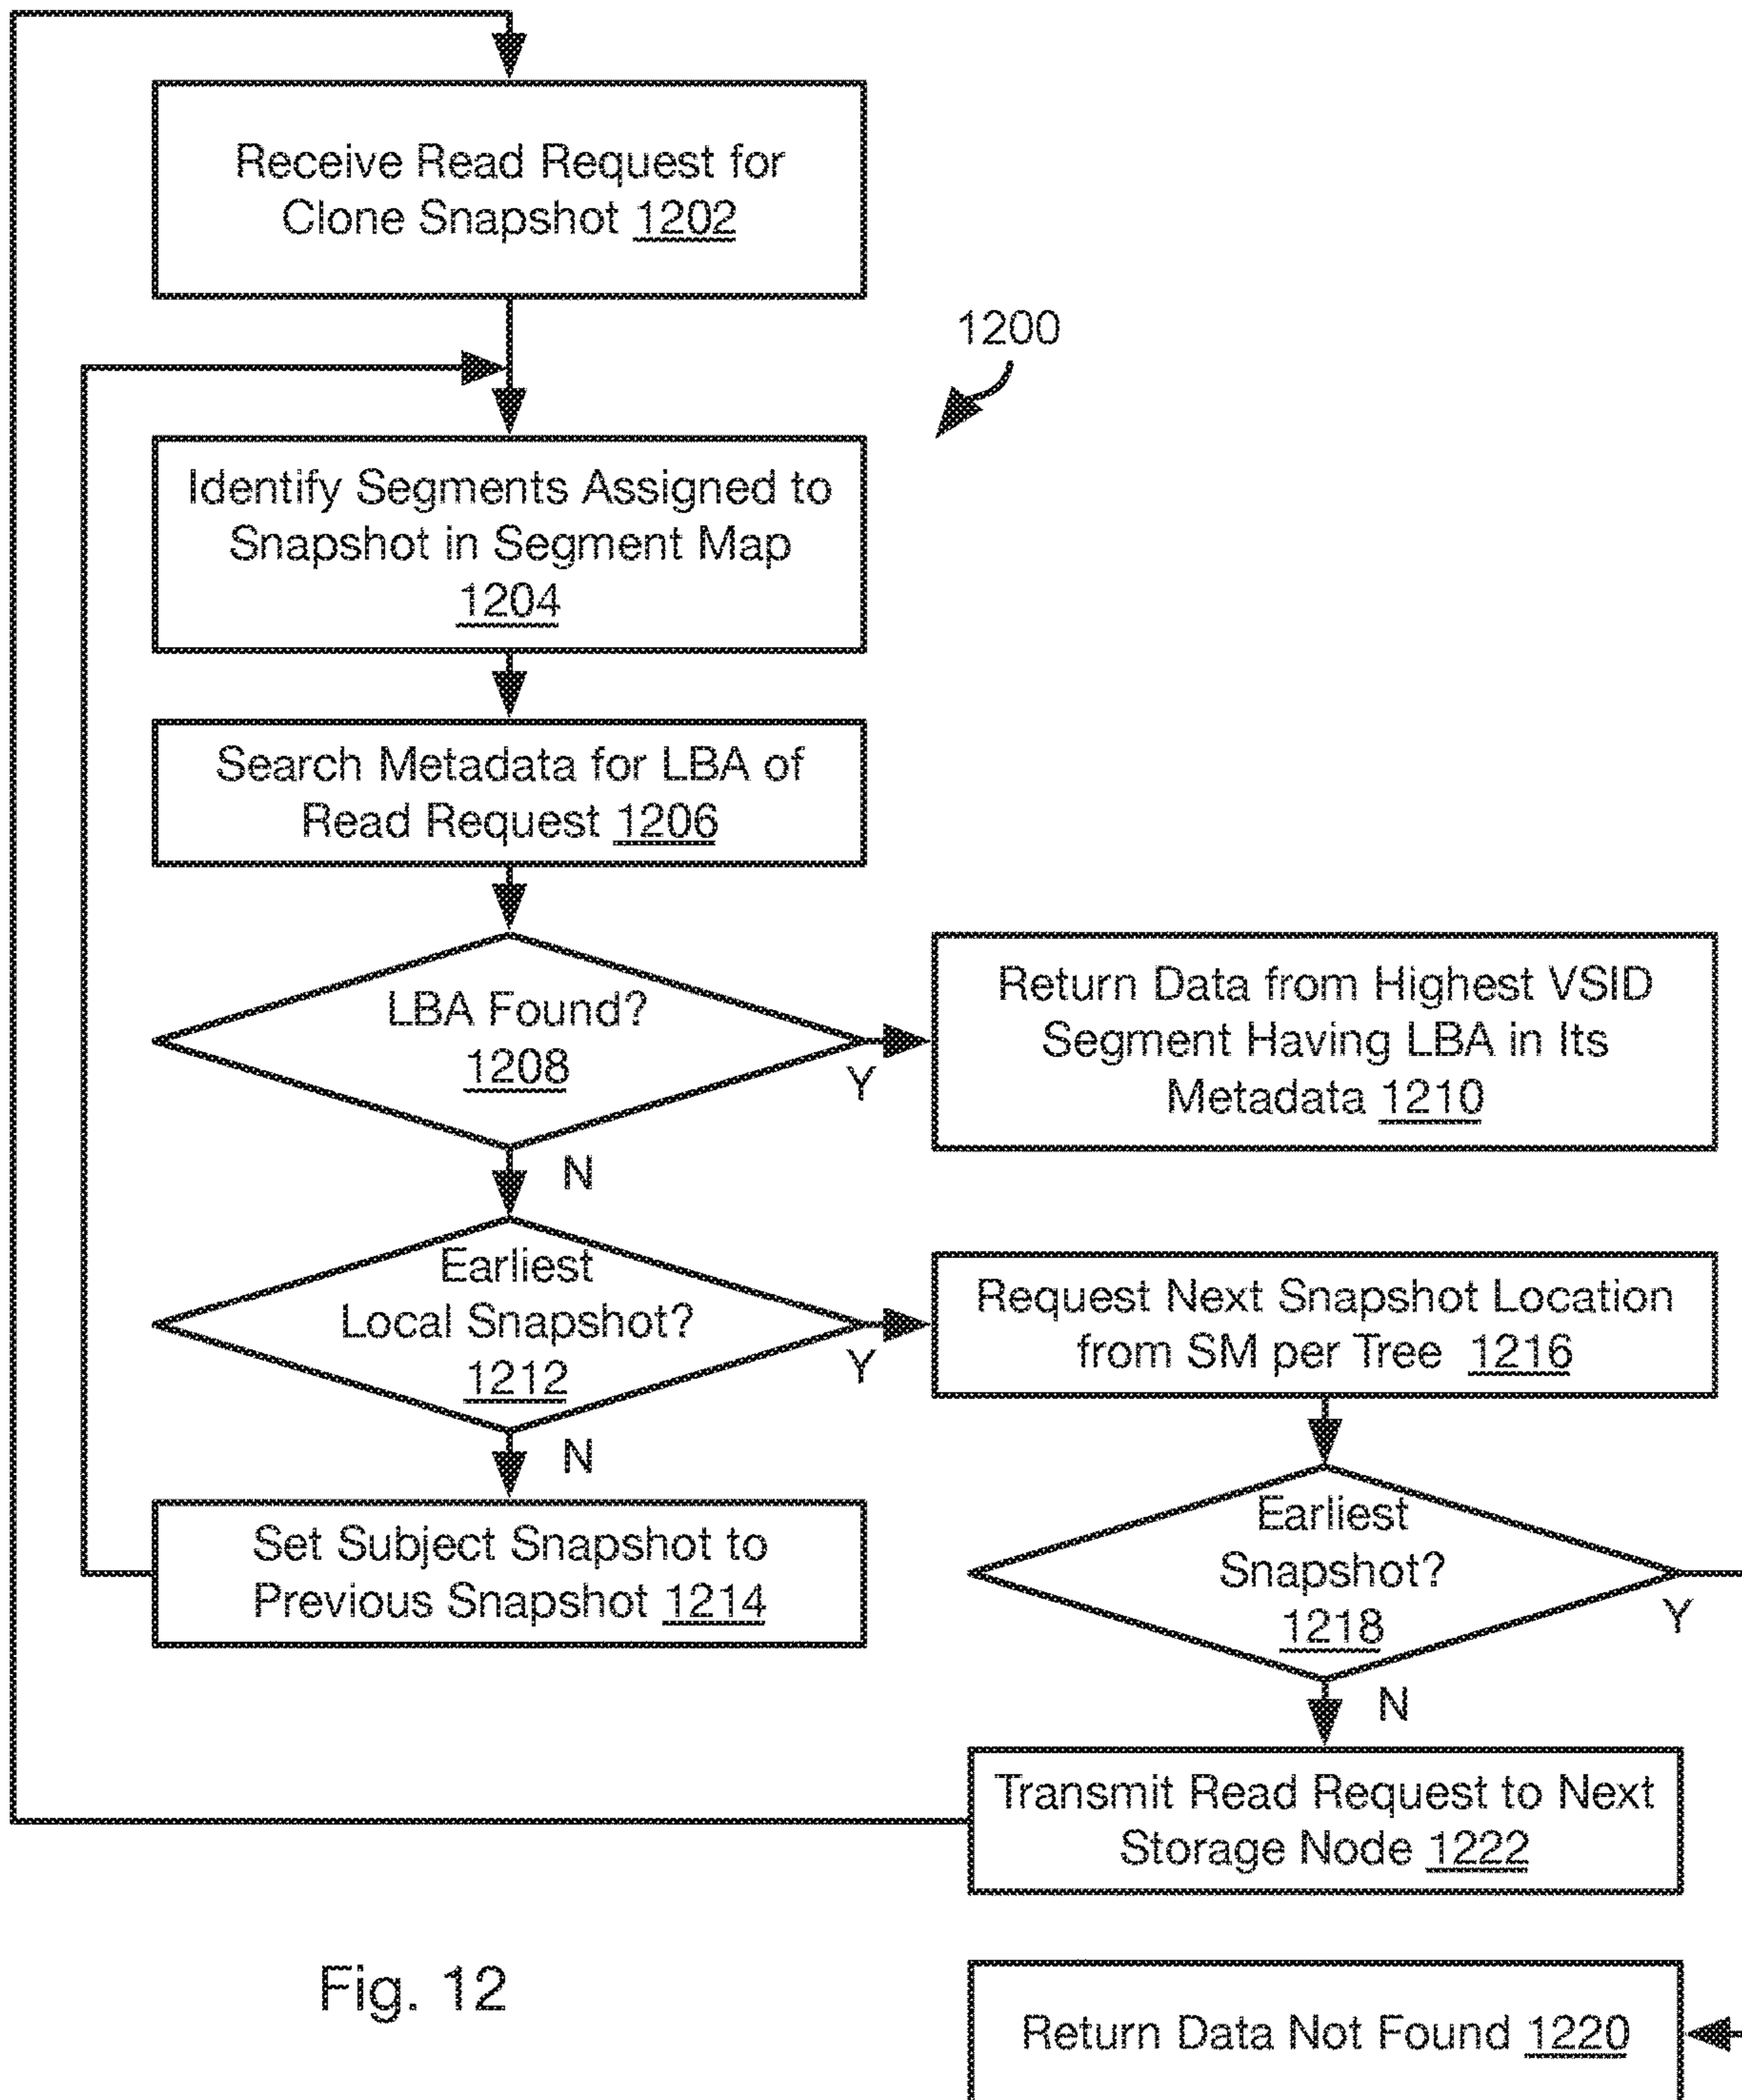 Receive Read Request for
Clone Snapshot 1202
1200
Identify Segments Assigned to
Snapshot in Segment Map
1204
Search Metadata for LBA of
Read Request 1206
LBA Found?
1208
Y
N
Return Data from Highest VSID
Segment Having LBA in Its
Metadata 1210
Earliest
Local Snapshot?
1212
Y
N
Request Next Snapshot Location
from SM per Tree 1216
Set Subject Snapshot to
Previous Snapshot 1214
Earliest
Snapshot?
1218
Y
N
Transmit Read Request to Next
Storage Node 1222
Return Data Not Found 1220
Fig. 12